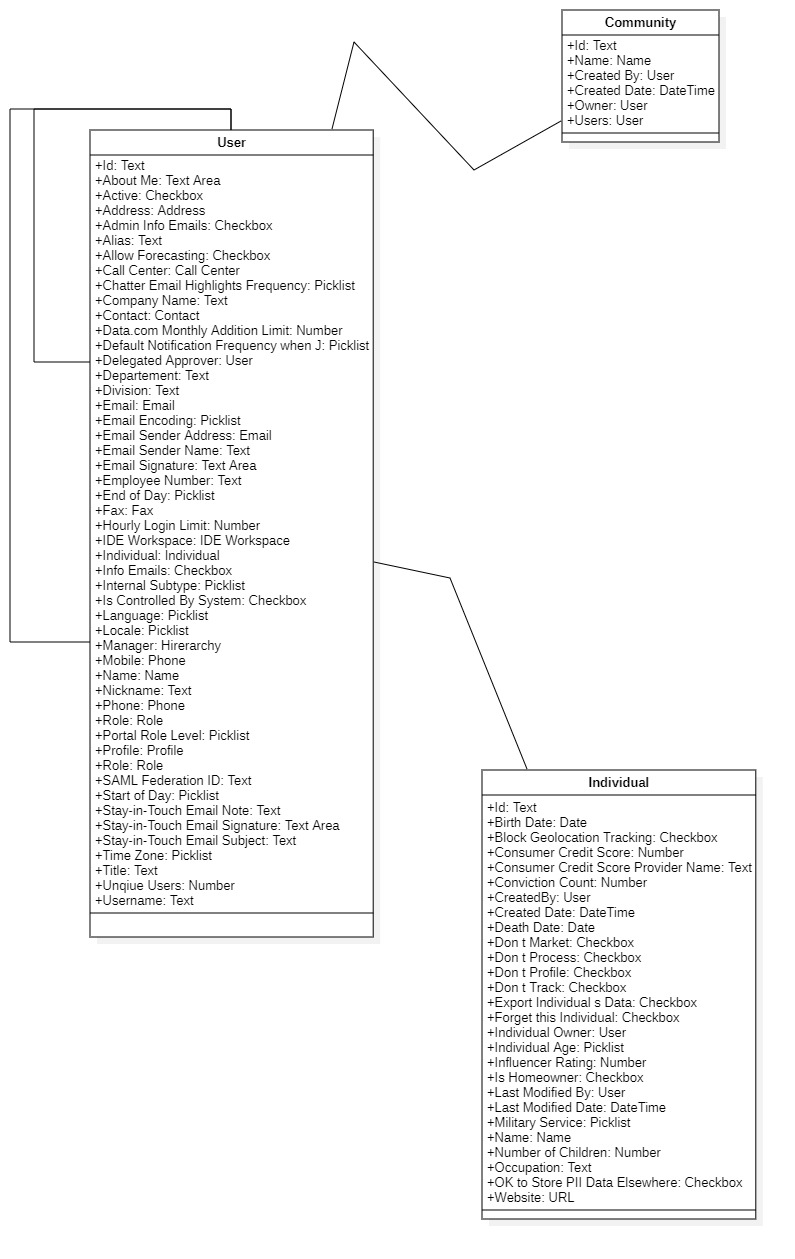 Community
+Id: Text
+Name: Name
+Created By: User
+Created Date: DateTime
+Owner: User
+Users: User
User
+Id: Text
+About Me: Text Area
+Active: Checkbox
+Address: Address
+Admin Info Emails: Checkbox
+Alias: Text
+Allow Forecasting: Checkbox
+Call Center: Call Center
+Chatter Email Highlights Frequency: Picklist
+Company Name: Text
+Contact: Contact
+Data.com Monthly Addition Limit: Number
+Default Notification Frequency when J: Picklist
+Delegated Approver: User
+Departement: Text
+Division: Text
+Email: Email
+Email Encoding: Picklist
+Email Sender Address: Email
+Email Sender Name: Text
+Email Signature: Text Area
+Employee Number: Text
+End of Day: Picklist
+Fax: Fax
+Hourly Login Limit: Number
+IDE Workspace: IDE Workspace
+Individual: Individual
+Info Emails: Checkbox
+Internal Subtype: Picklist
+Is Controlled By System: Checkbox
+Language: Picklist
+Locale: Picklist
+Manager: Hirerarchy
+Mobile: Phone
+Name: Name
+Nickname: Text
+Phone: Phone
+Role: Role
+Portal Role Level: Picklist
+Profile: Profile
+Role: Role
+SAML Federation ID: Text
+Start of Day: Picklist
+Stay-in-Touch Email Note: Text
+Stay-in-Touch Email Signature: Text Area
+Stay-in-Touch Email Subject: Text
+Time Zone: Picklist
+Title: Text
+Unqiue Users: Number
+Username: Text
Individual
+Id: Text
+Birth Date: Date
+Block Geolocation Tracking: Checkbox
+Consumer Credit Score: Number
+Consumer Credit Score Provider Name: Text
+Conviction Count: Number
+CreatedBy: User
+Created Date: DateTime
+Death Date: Date
+Don t Market: Checkbox
+Don t Process: Checkbox
+Don t Profile: Checkbox
+Don t Track: Checkbox
+Export Individual s Data: Checkbox
+Forget this Individual: Checkbox
+Individual Owner: User
+Individual Age: Picklist
+Influencer Rating: Number
+Is Homeowner: Checkbox
+Last Modified By: User
+Last Modified Date: DateTime
+Military Service: Picklist
+Name: Name
+Number of Children: Number
+Occupation: Text
+OK to Store PII Data Elsewhere: Checkbox
+Website: URL